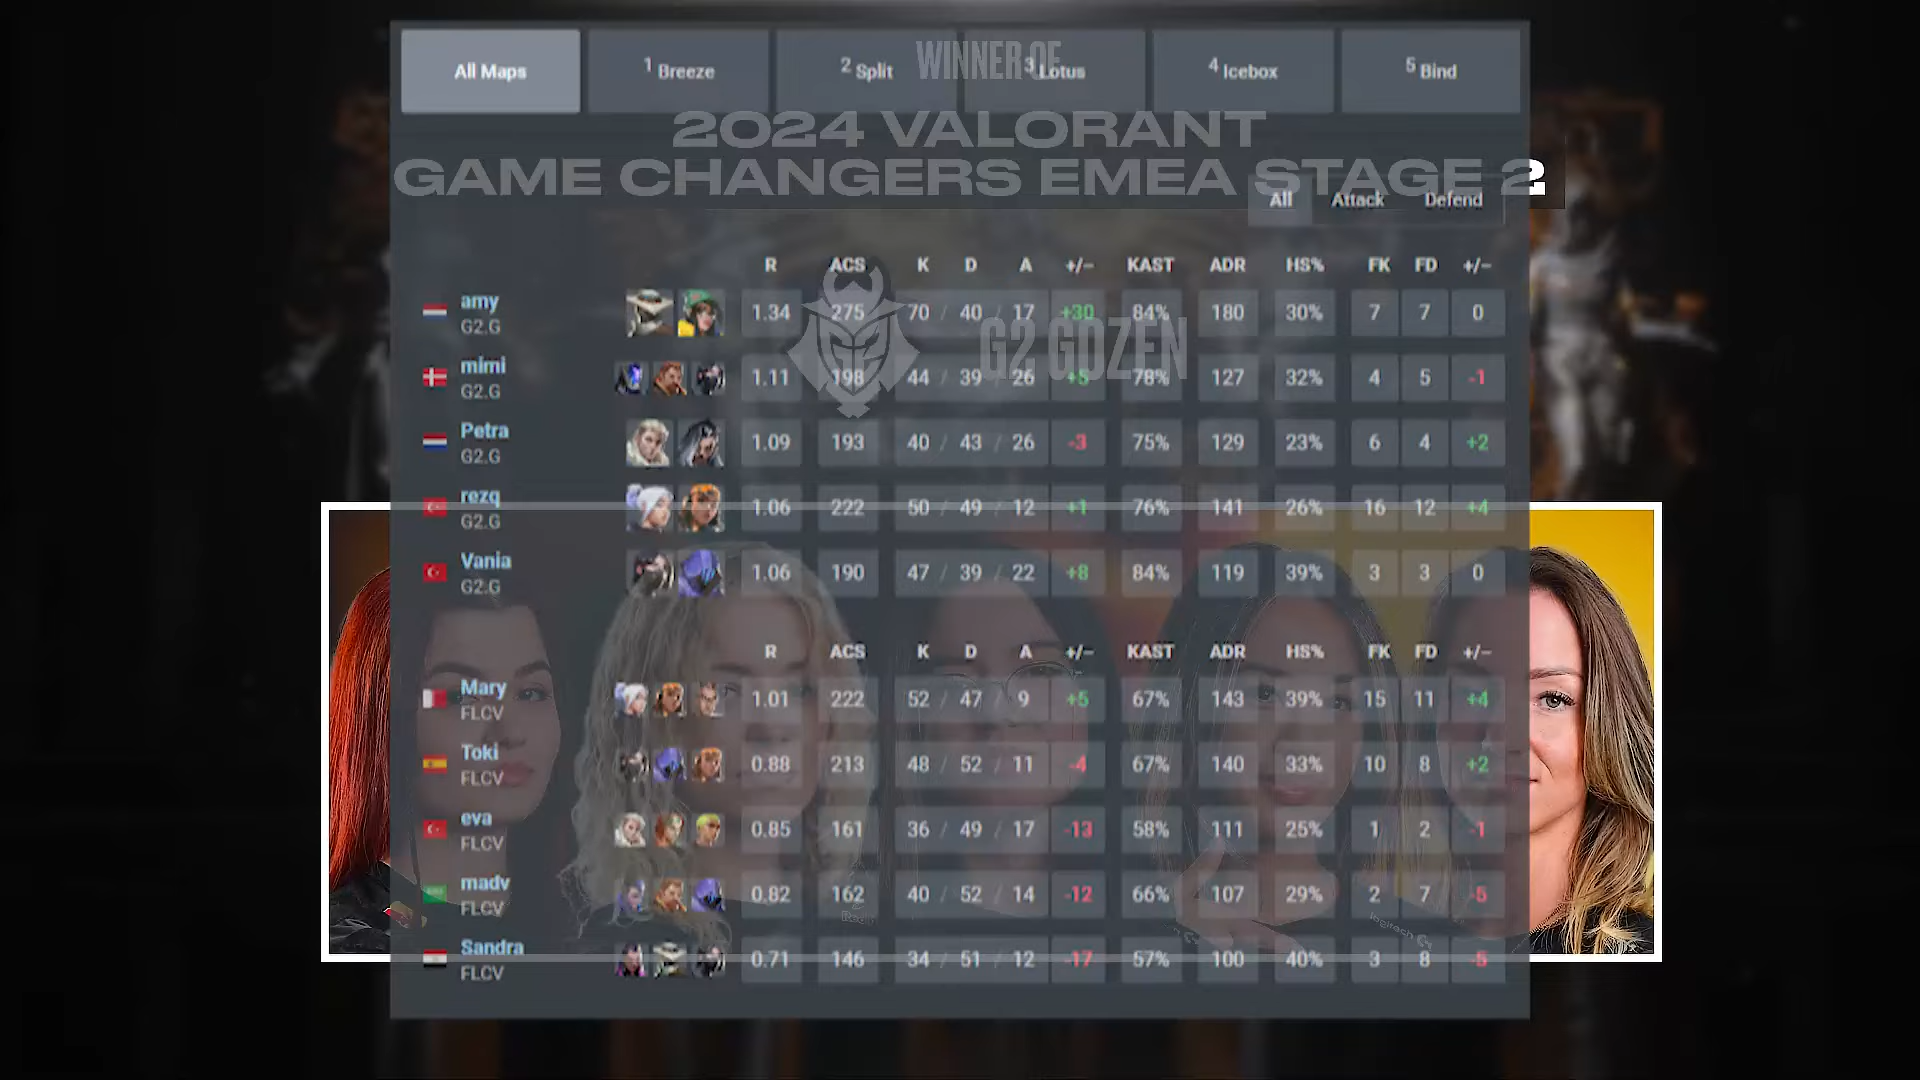 WINNER OF
All Maps 1 Breeze 2 Split 3 Lotus 4 Icebox 5 Bind
2024 VALORANT
GAME CHANGERS EMEA STAGE 2
All Attack Defend
R ACS K D A +/– KAST ADR HS% FK FD +/–
amy 1.34 275 70 / 40 / 17 +30 84% 180 30% 7 7 0
G2.G
G2 GOZEN
mimi 1.11 198 44 / 39 / 26 +5 78% 127 32% 4 5 -1
G2.G
Petra 1.09 193 40 / 43 / 26 -3 75% 129 23% 6 4 +2
G2.G
rezq 1.06 222 50 / 49 / 12 +1 76% 141 26% 16 12 +4
G2.G
Vania 1.06 190 47 / 39 / 22 +8 84% 119 39% 3 3 0
G2.G
R ACS K D A +/– KAST ADR HS% FK FD +/–
Mary 1.01 222 52 / 47 / 9 +5 67% 143 39% 15 11 +4
FLCV
Toki 0.88 213 48 / 52 / 11 -4 67% 140 33% 10 8 +2
FLCV
eva 0.85 161 36 / 49 / 17 -13 58% 111 25% 1 2 -1
FLCV
madv 0.82 162 40 / 52 / 14 -12 66% 107 29% 2 7 -5
FLCV
logitech G
Sandra 0.71 146 34 / 51 / 12 -17 57% 100 40% 3 8 -5
FLCV